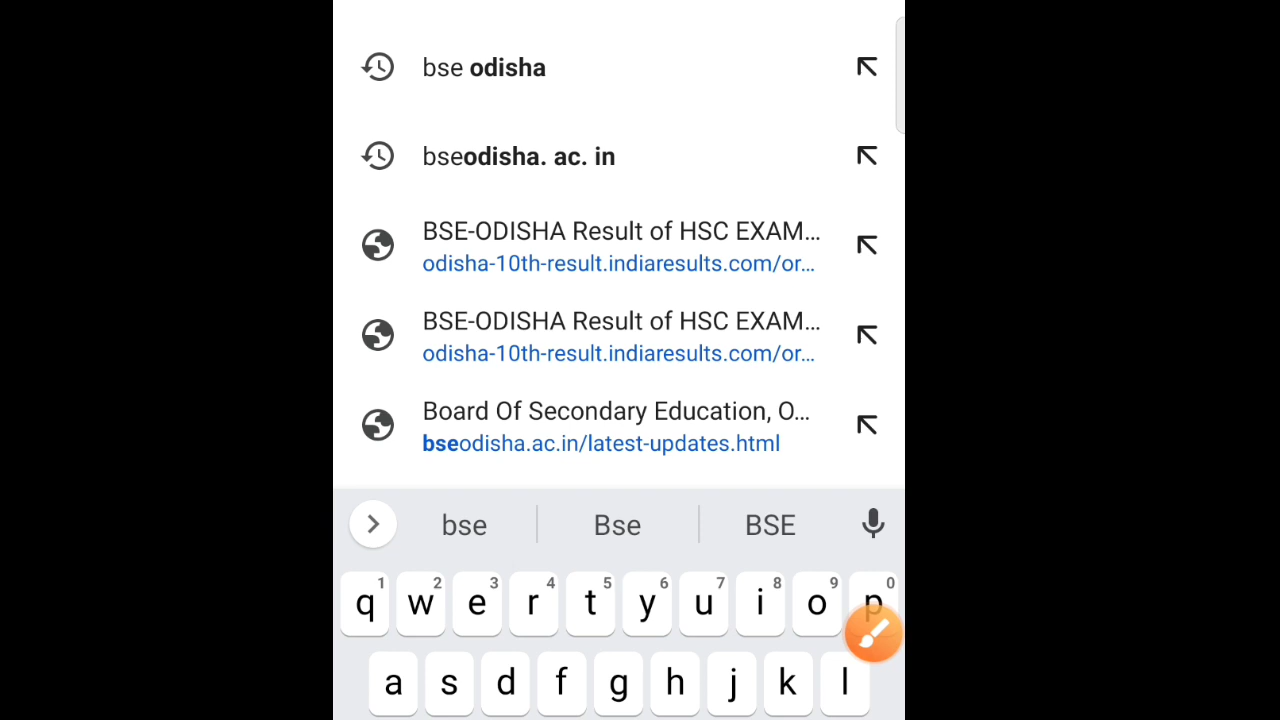 bse odisha
bseodisha. ac. in
BSE-ODISHA Result of HSC EXAM...
odisha-10th-result.indiaresults.com/or...
BSE-ODISHA Result of HSC EXAM...
odisha-10th-result.indiaresults.com/or...
Board Of Secondary Education, O...
bseodisha.ac.in/latest-updates.html
bse Bse BSE
1 2 3 4 5 6 7 8 9 0
q w e r t y u i o p
a s d f g h j k l